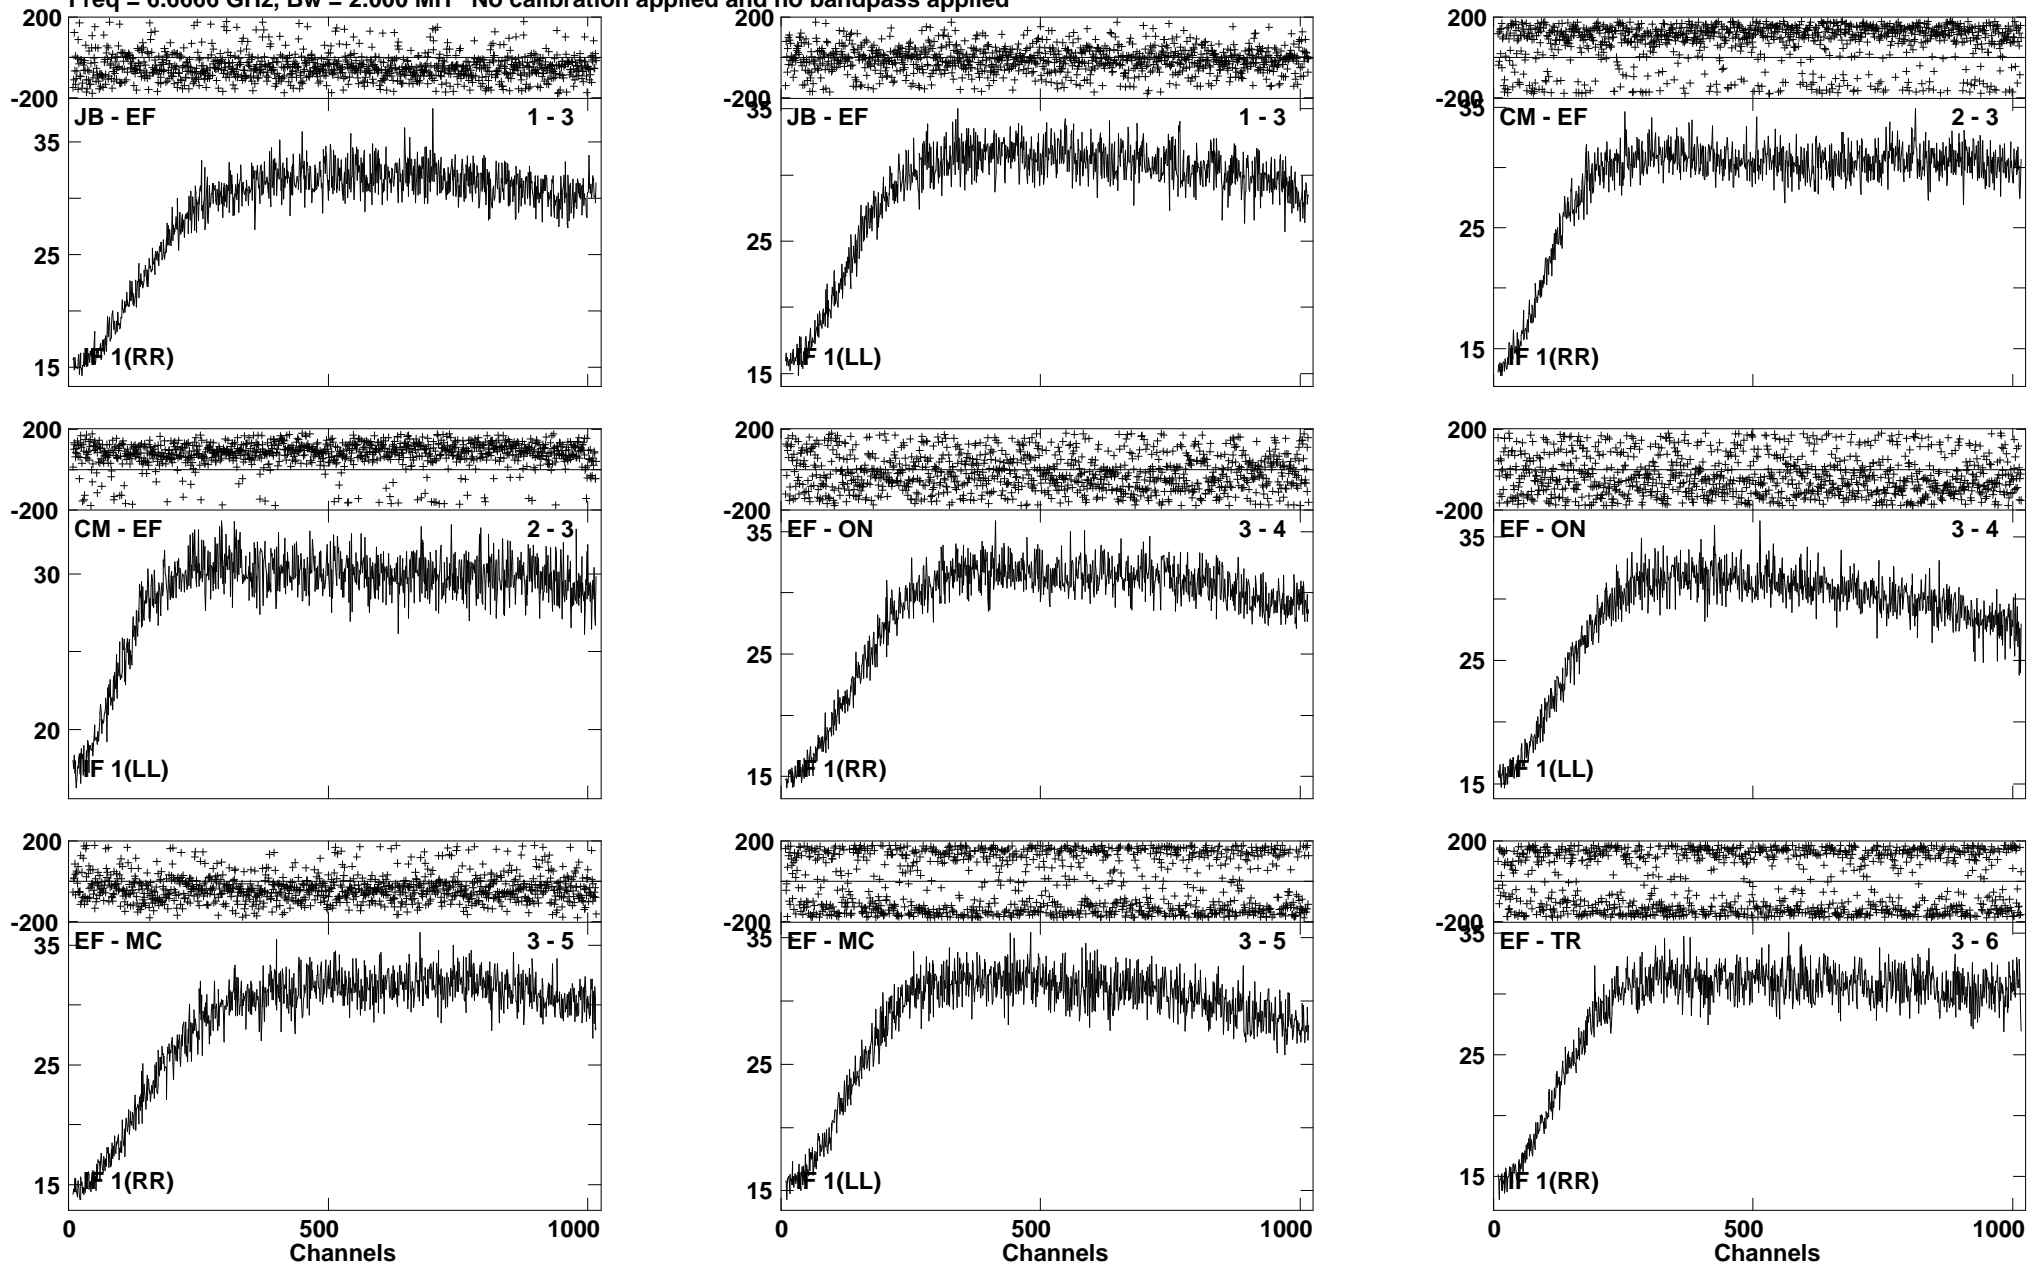 Freq = 6.6666 GHz, Bw = 2.000 MH No calibration applied and no bandpass applied
200
-200
JB - EF 1 - 3
35
25
15
IF 1(RR)
200
-200
35
JB - EF 1 - 3
25
15
IF 1(LL)
200
-200
35
CM - EF 2 - 3
25
15
IF 1(RR)
200
-200
CM - EF 2 - 3
30
20
IF 1(LL)
200
-200
35
EF - ON 3 - 4
25
15
IF 1(RR)
200
-200
35
EF - ON 3 - 4
25
15
IF 1(LL)
200
-200
35
EF - MC 3 - 5
25
15
IF 1(RR)
0 500 1000
Channels
200
-200
35
EF - MC 3 - 5
25
15
IF 1(LL)
0 500 1000
Channels
200
-200
35
EF - TR 3 - 6
25
15
IF 1(RR)
0 500 1000
Channels